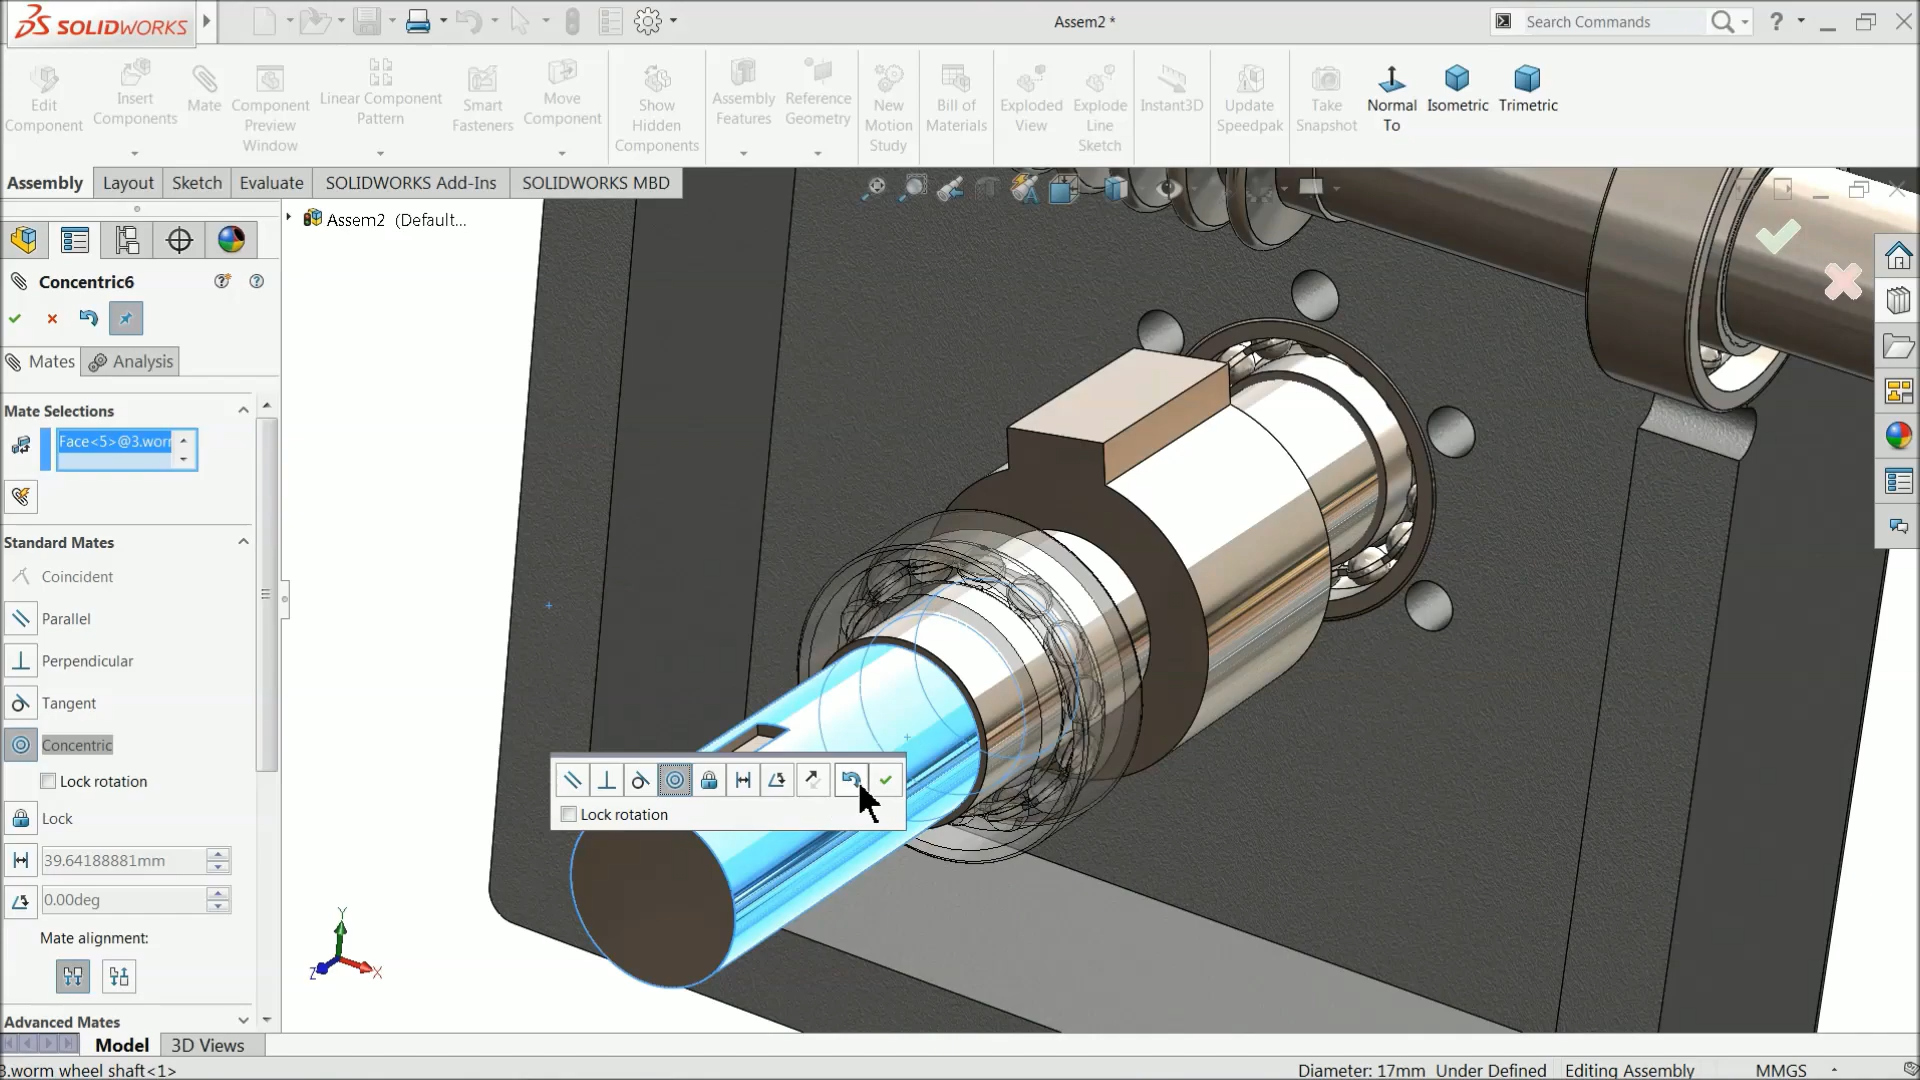 SOLIDWORKS
Assem2 *
Search Commands
Edit Component
Insert Components
Mate
Component Preview Window
Linear Component Pattern
Smart Fasteners
Move Component
Show Hidden Components
Assembly Features
Reference Geometry
New Motion Study
Bill of Materials
Exploded View
Explode Line Sketch
Instant3D
Update Speedpak
Take Snapshot
Normal To
Isometric
Trimetric
Assembly
Layout
Sketch
Evaluate
SOLIDWORKS Add-Ins
SOLIDWORKS MBD
Assem2 (Default...
Concentric6
Mates
Analysis
Mate Selections
Face<5>@3.worr
Standard Mates
Coincident
Parallel
Perpendicular
Tangent
Concentric
Lock rotation
Lock
39.64188881mm
0.00deg
Mate alignment:
Advanced Mates
Lock rotation
Y
Z
X
Model
3D Views
3.worm wheel shaft<1>
Diameter: 17mm
Under Defined
Editing Assembly
MMGS